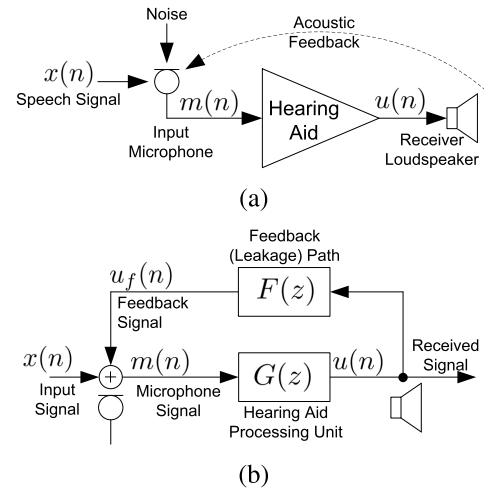 Noise
Acoustic
Feedback
x(n)
Speech Signal
m(n)
Input
Microphone
Hearing
Aid
u(n)
Receiver
Loudspeaker
(a)
Feedback
(Leakage) Path
u_f(n)
Feedback
Signal
F(z)
x(n)
Input
Signal
+
m(n)
Microphone
Signal
G(z)
Hearing Aid
Processing Unit
u(n)
Received
Signal
(b)